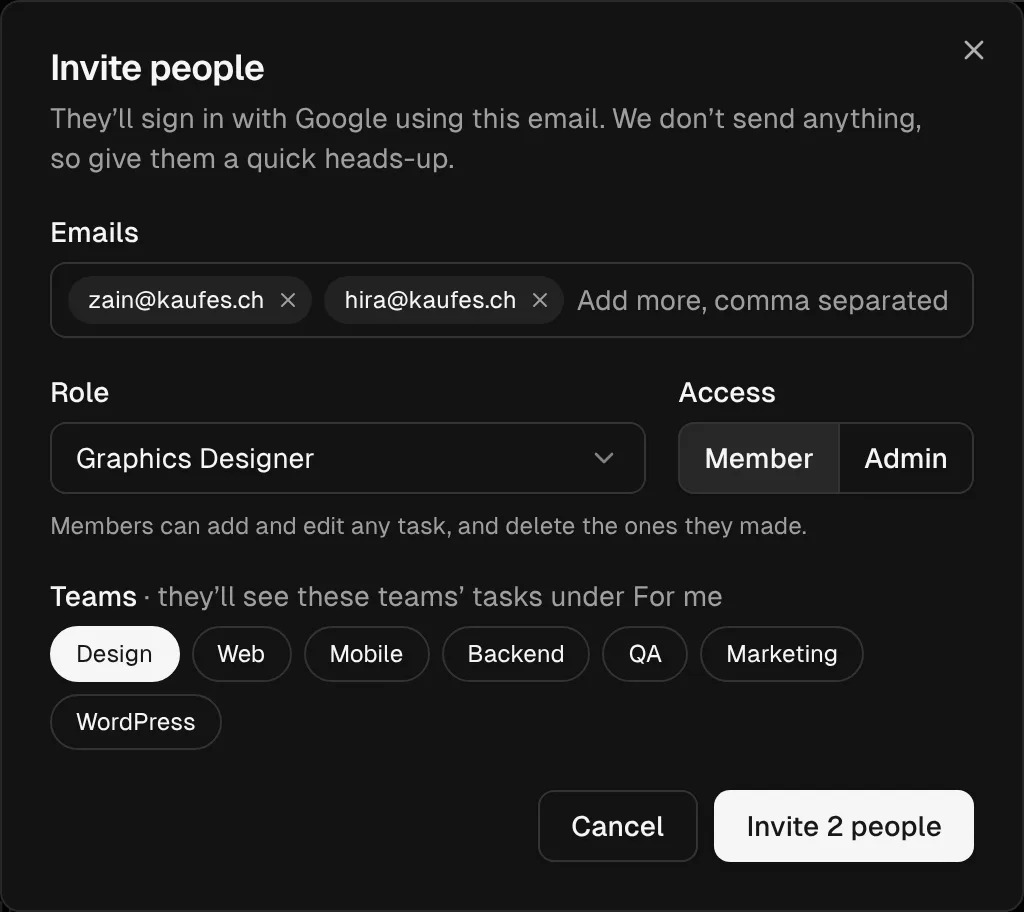 Invite people
They’ll sign in with Google using this email. We don’t send anything,
so give them a quick heads-up.
Emails
zain@kaufes.ch hira@kaufes.ch Add more, comma separated
Role Access
Graphics Designer Member Admin
Members can add and edit any task, and delete the ones they made.
Teams · they’ll see these teams’ tasks under For me
Design Web Mobile Backend QA Marketing
WordPress
Cancel Invite 2 people